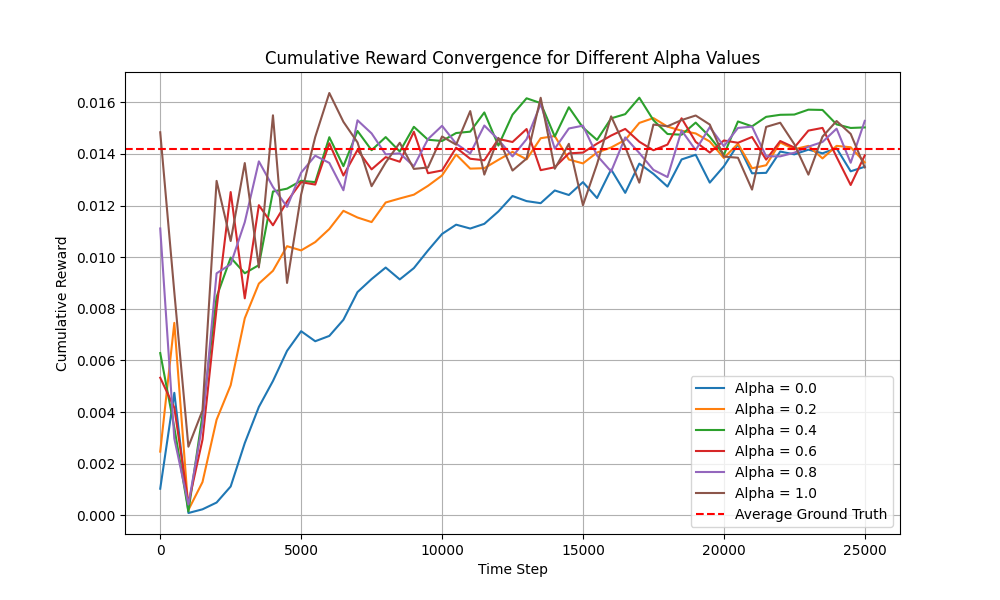 Cumulative Reward Convergence for Different Alpha Values
Cumulative Reward
0.016
0.014
0.012
0.010
0.008
0.006
0.004
0.002
0.000
Alpha = 0.0
Alpha = 0.2
Alpha = 0.4
Alpha = 0.6
Alpha = 0.8
Alpha = 1.0
Average Ground Truth
0 5000 10000 15000 20000 25000
Time Step